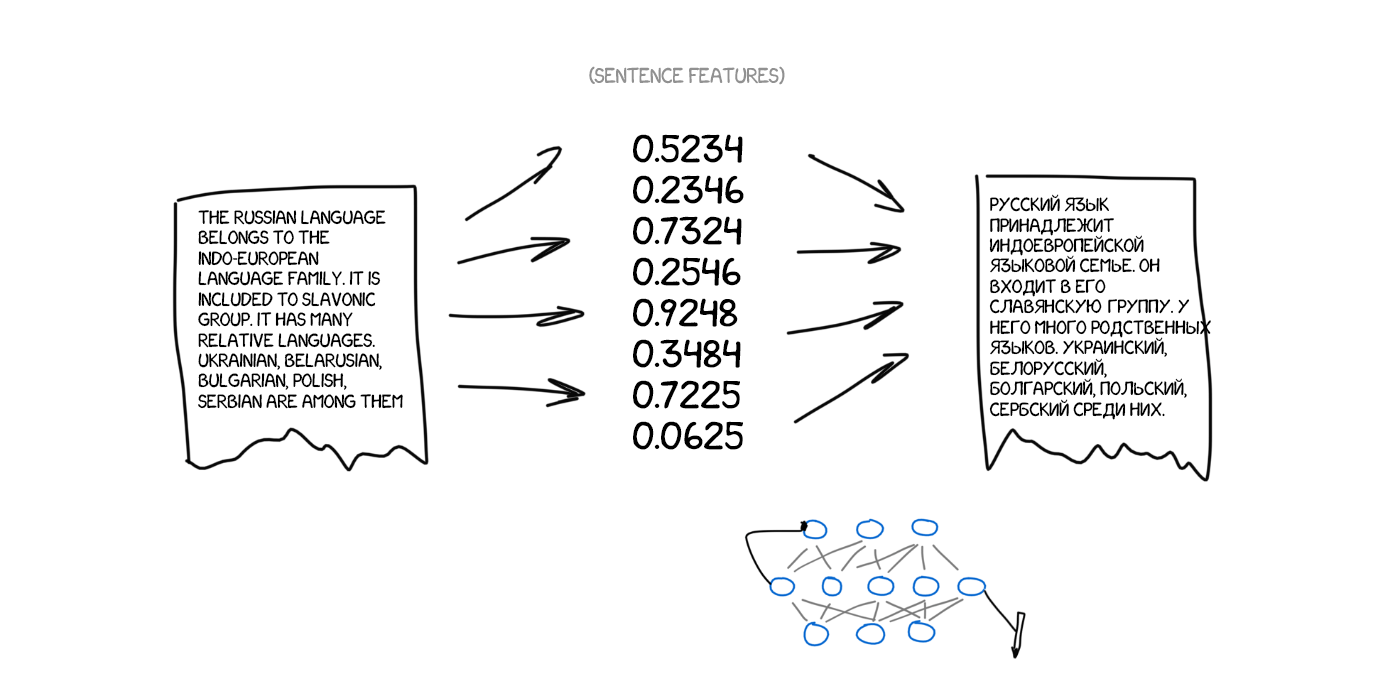 (SENTENCE FEATURES)
THE RUSSIAN LANGUAGE
BELONGS TO THE
INDO-EUROPEAN
LANGUAGE FAMILY. IT IS
INCLUDED TO SLAVONIC
GROUP. IT HAS MANY
RELATIVE LANGUAGES.
UKRAINIAN, BELARUSIAN,
BULGARIAN, POLISH,
SERBIAN ARE AMONG THEM
0.5234
0.2346
0.7324
0.2546
0.9248
0.3484
0.7225
0.0625
РУССКИЙ ЯЗЫК
ПРИНАДЛЕЖИТ
ИНДОЕВРОПЕЙСКОЙ
ЯЗЫКОВОЙ СЕМЬЕ. ОН
ВХОДИТ В ЕГО
СЛАВЯНСКУЮ ГРУППУ. У
НЕГО МНОГО РОДСТВЕННЫХ
ЯЗЫКОВ. УКРАИНСКИЙ,
БЕЛОРУССКИЙ,
БОЛГАРСКИЙ, ПОЛЬСКИЙ,
СЕРБСКИЙ СРЕДИ НИХ.